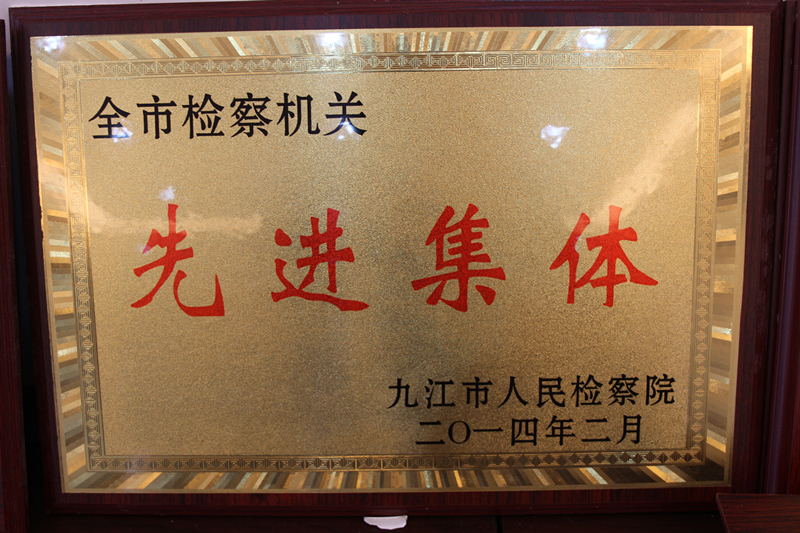 全市检察机关
先进集体
九江市人民检察院
二〇一四年二月